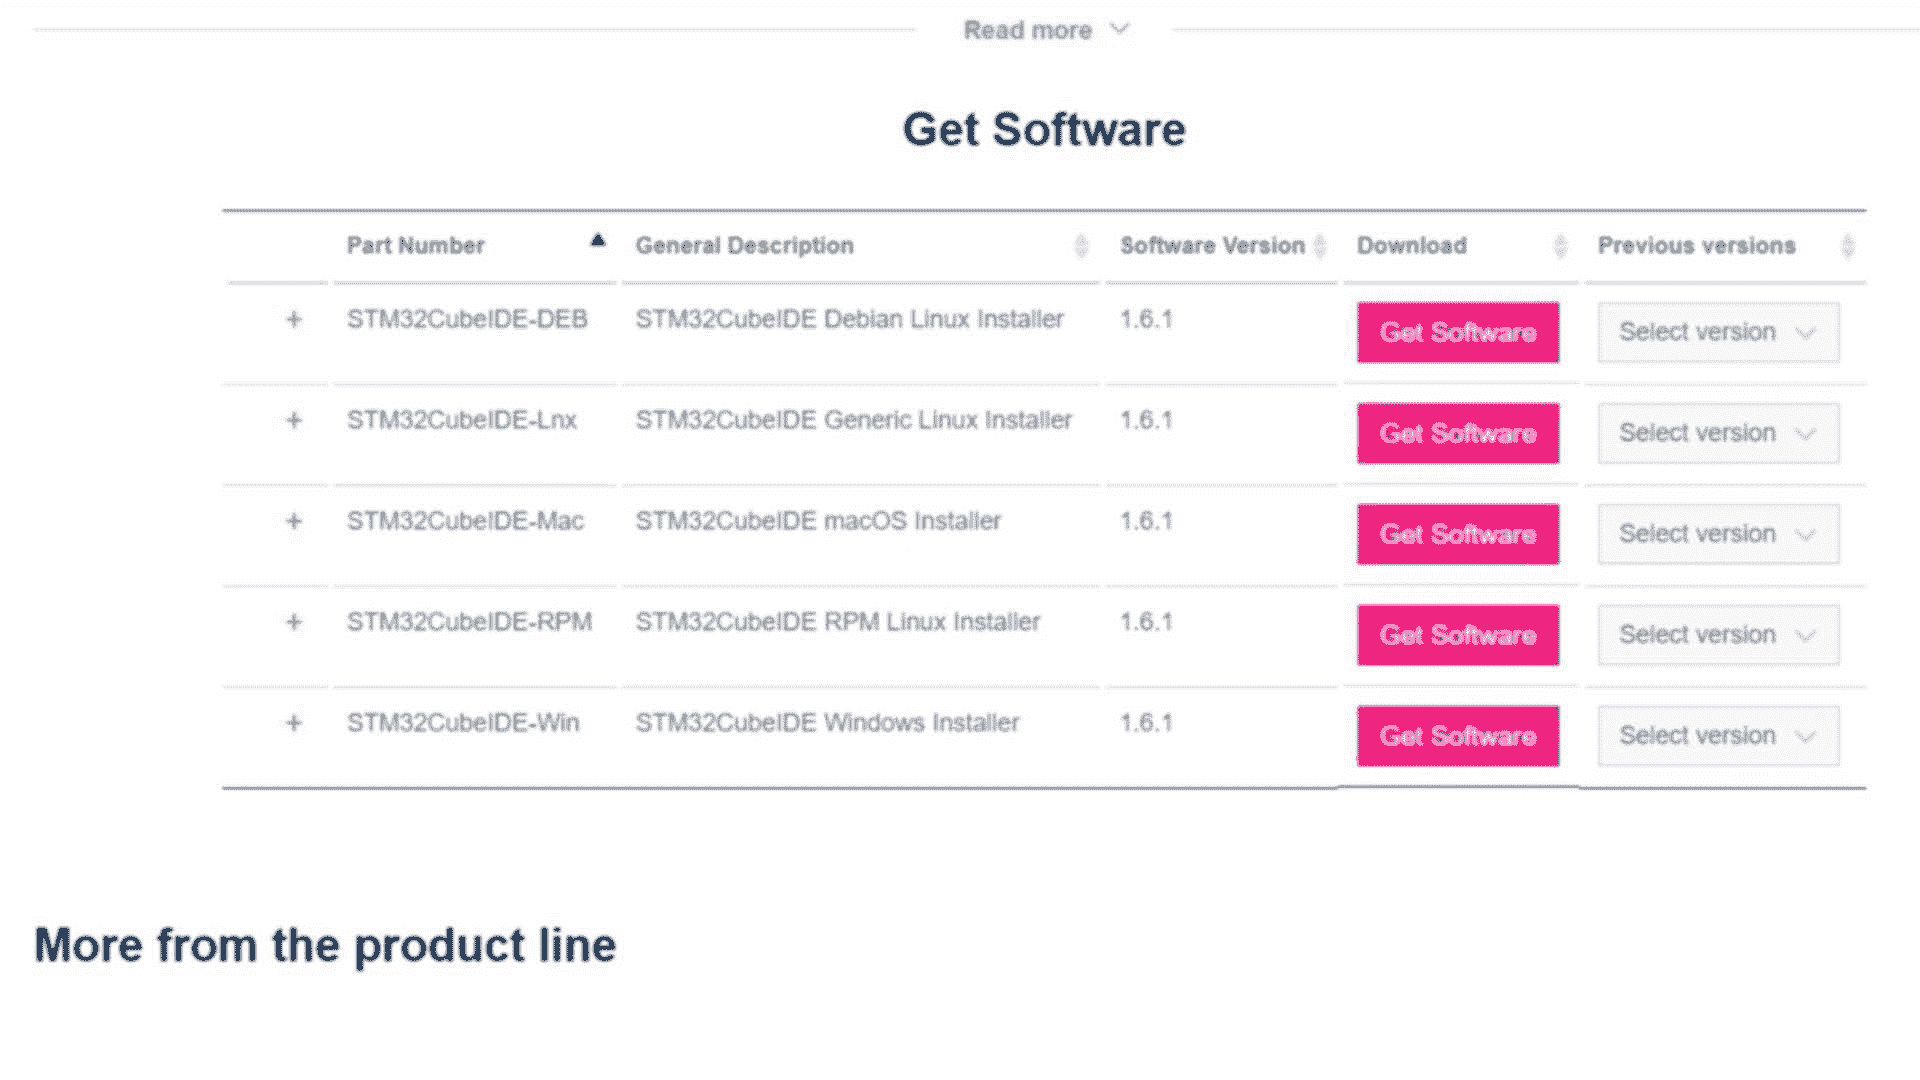 Read more
Get Software
Part Number General Description Software Version Download Previous versions
+ STM32CubeIDE-DEB STM32CubeIDE Debian Linux Installer 1.6.1 Get Software Select version
+ STM32CubeIDE-Lnx STM32CubeIDE Generic Linux Installer 1.6.1 Get Software Select version
+ STM32CubeIDE-Mac STM32CubeIDE macOS Installer 1.6.1 Get Software Select version
+ STM32CubeIDE-RPM STM32CubeIDE RPM Linux Installer 1.6.1 Get Software Select version
+ STM32CubeIDE-Win STM32CubeIDE Windows Installer 1.6.1 Get Software Select version
More from the product line